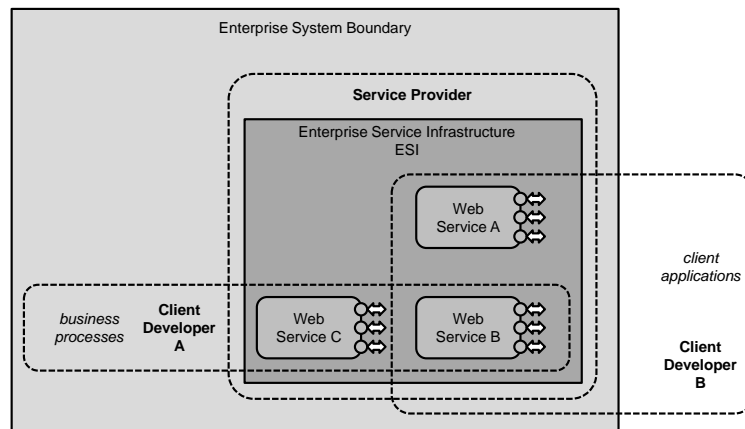 Enterprise System Boundary
Service Provider
Enterprise Service Infrastructure
ESI
Web
Service A
client
applications
business
processes
Client
Developer
A
Web
Service C
Web
Service B
Client
Developer
B